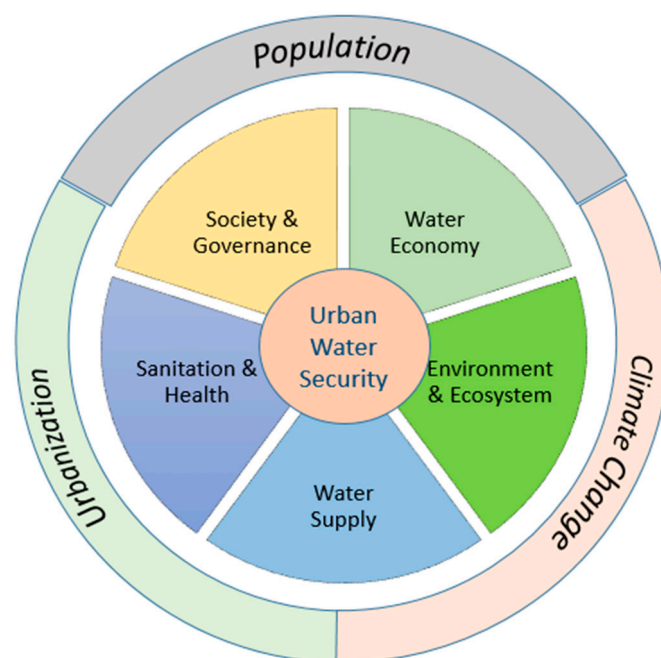 Population
Society &
Governance
Water
Economy
Urban
Water
Security
Sanitation &
Health
Environment
& Ecosystem
Water
Supply
Urbanization
Climate Change